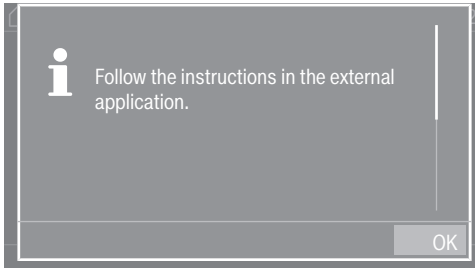 Follow the instructions in the external
application.
OK